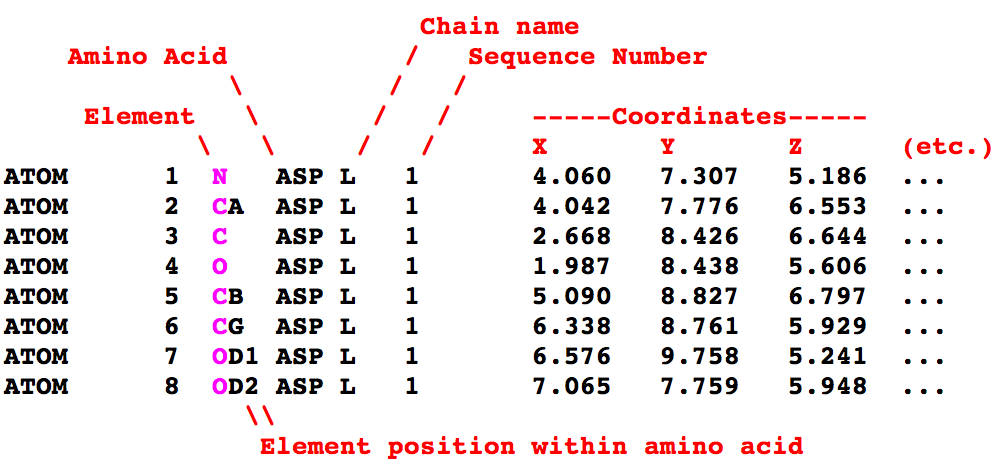 Chain name
Amino Acid / Sequence Number
\ / /
Element \ / / -----Coordinates-----
\ \ / / X Y Z (etc.)
ATOM 1 N ASP L 1 4.060 7.307 5.186 ...
ATOM 2 CA ASP L 1 4.042 7.776 6.553 ...
ATOM 3 C ASP L 1 2.668 8.426 6.644 ...
ATOM 4 O ASP L 1 1.987 8.438 5.606 ...
ATOM 5 CB ASP L 1 5.090 8.827 6.797 ...
ATOM 6 CG ASP L 1 6.338 8.761 5.929 ...
ATOM 7 OD1 ASP L 1 6.576 9.758 5.241 ...
ATOM 8 OD2 ASP L 1 7.065 7.759 5.948 ...
\\
Element position within amino acid